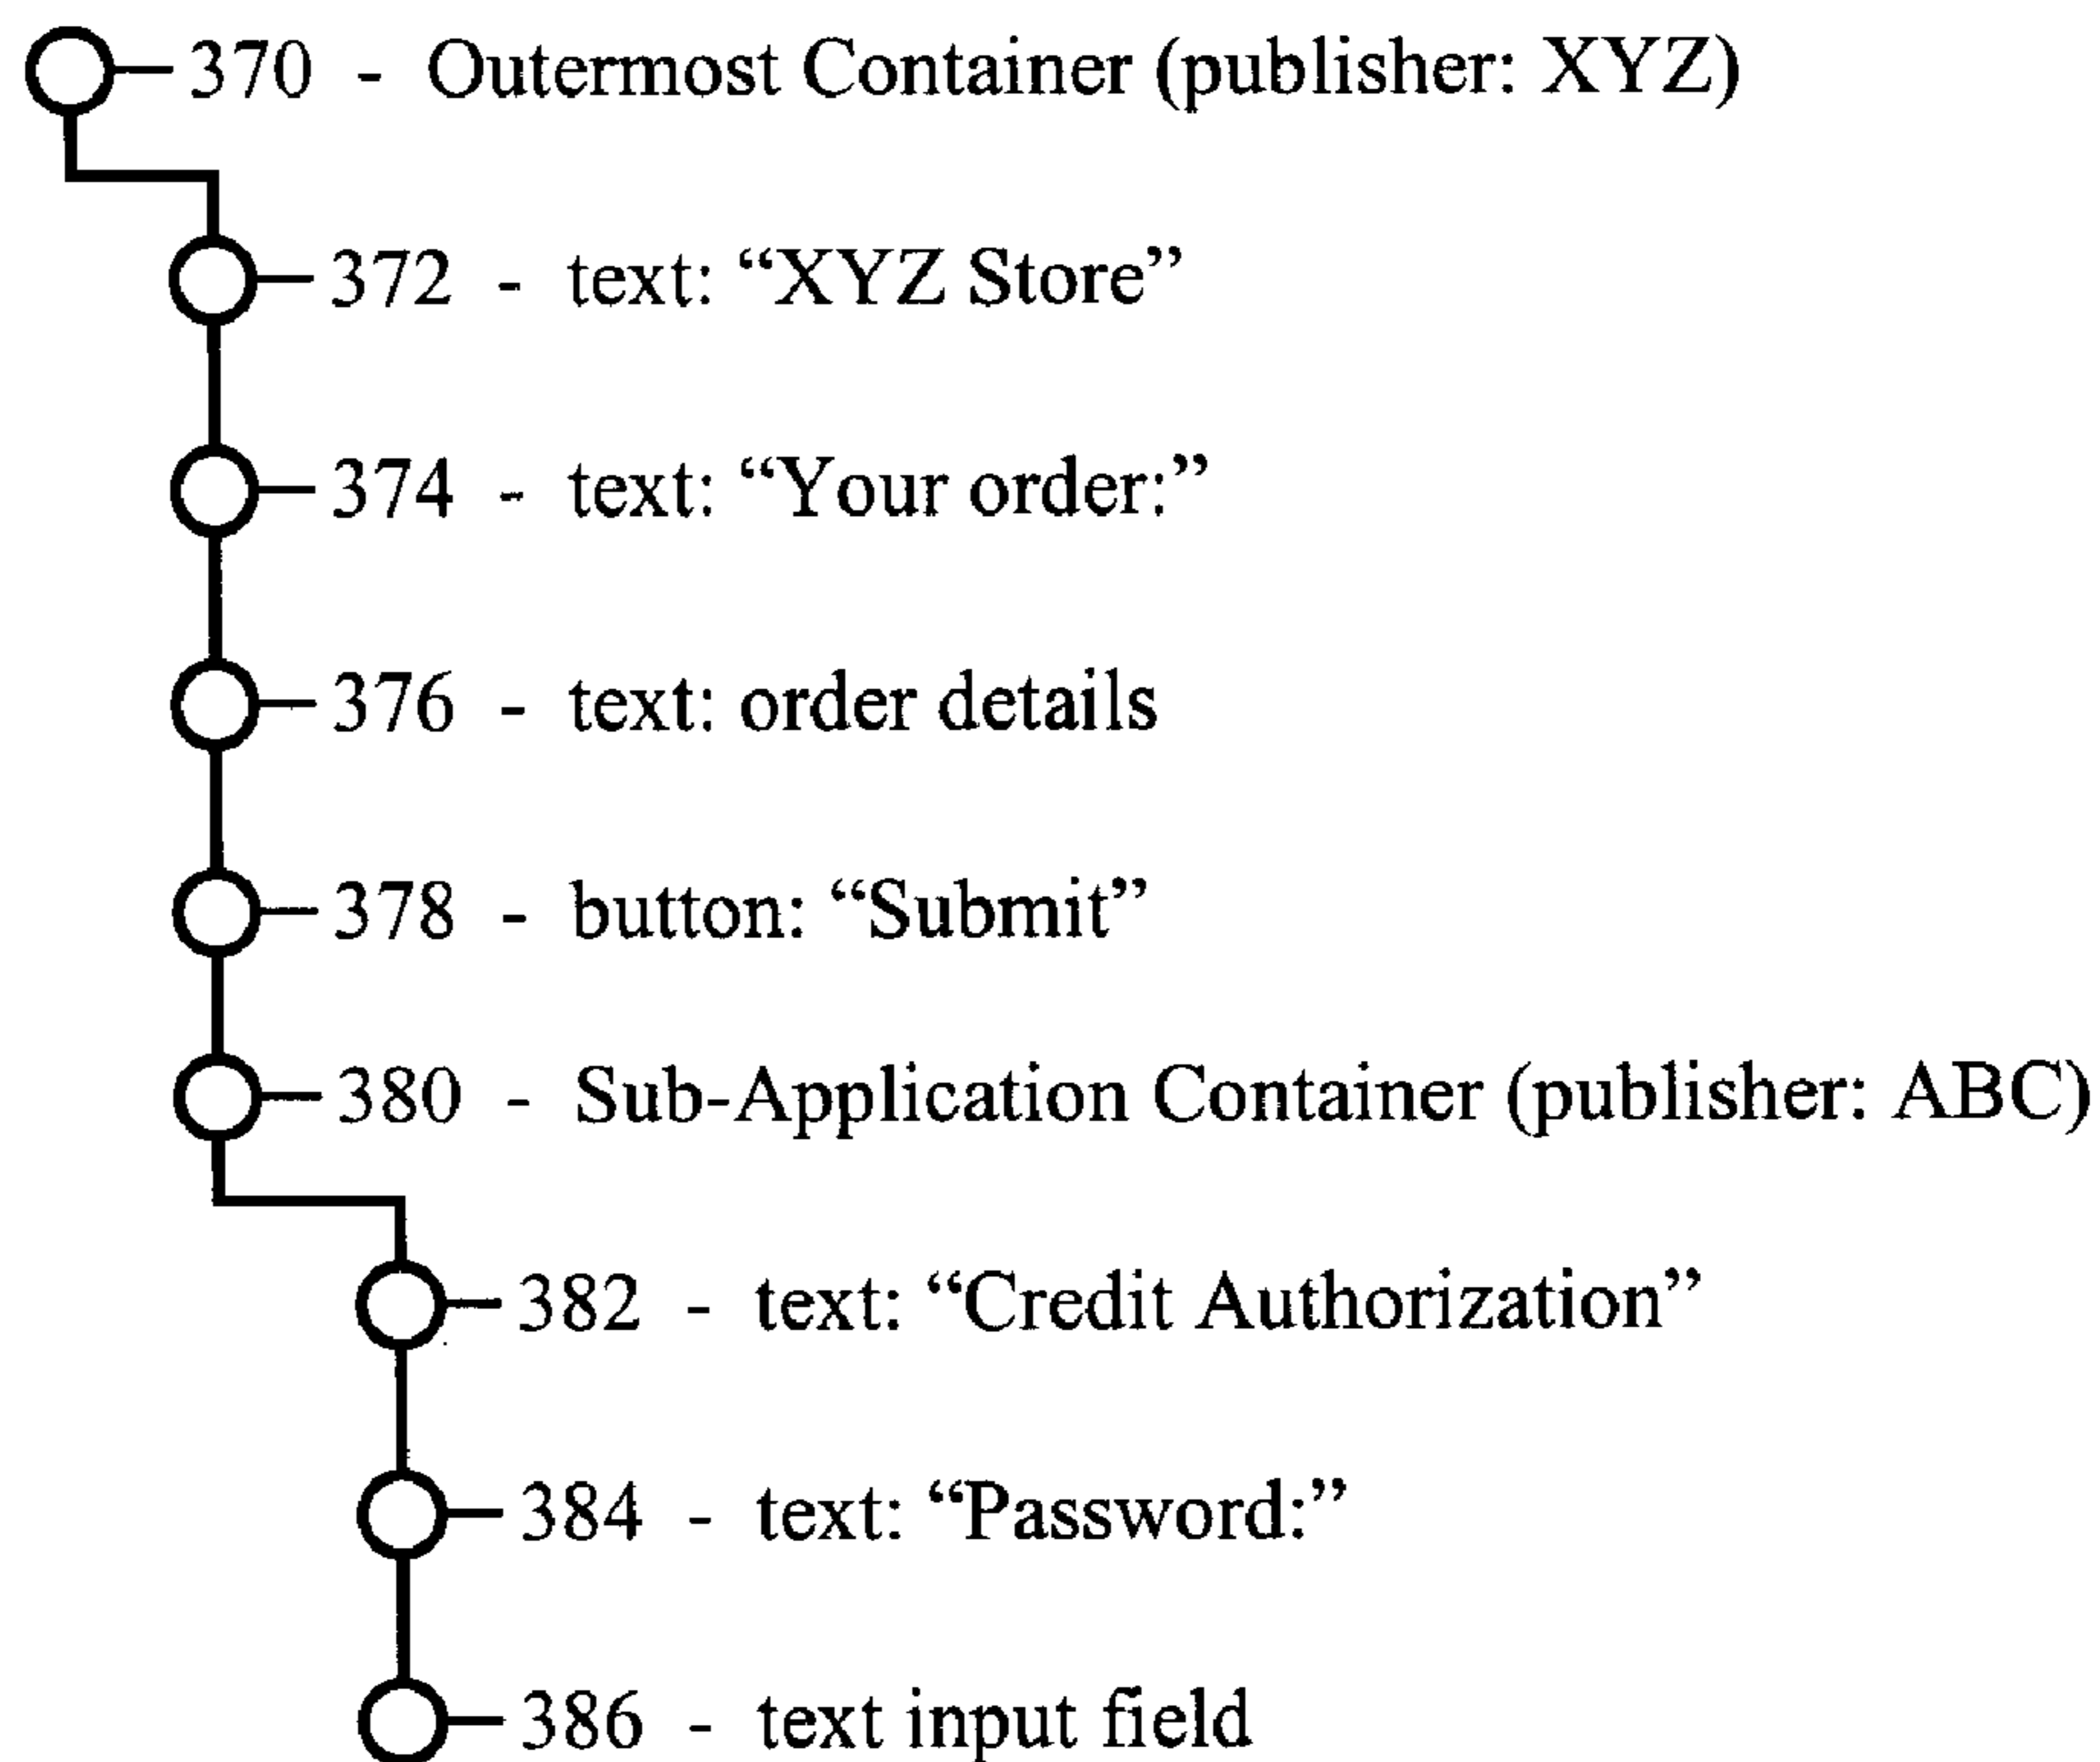 370 - Outermost Container (publisher: XYZ)
372 - text: “XYZ Store”
374 - text: “Your order:”
376 - text: order details
378 - button: “Submit”
380 - Sub-Application Container (publisher: ABC)
382 - text: “Credit Authorization”
384 - text: “Password:”
386 - text input field